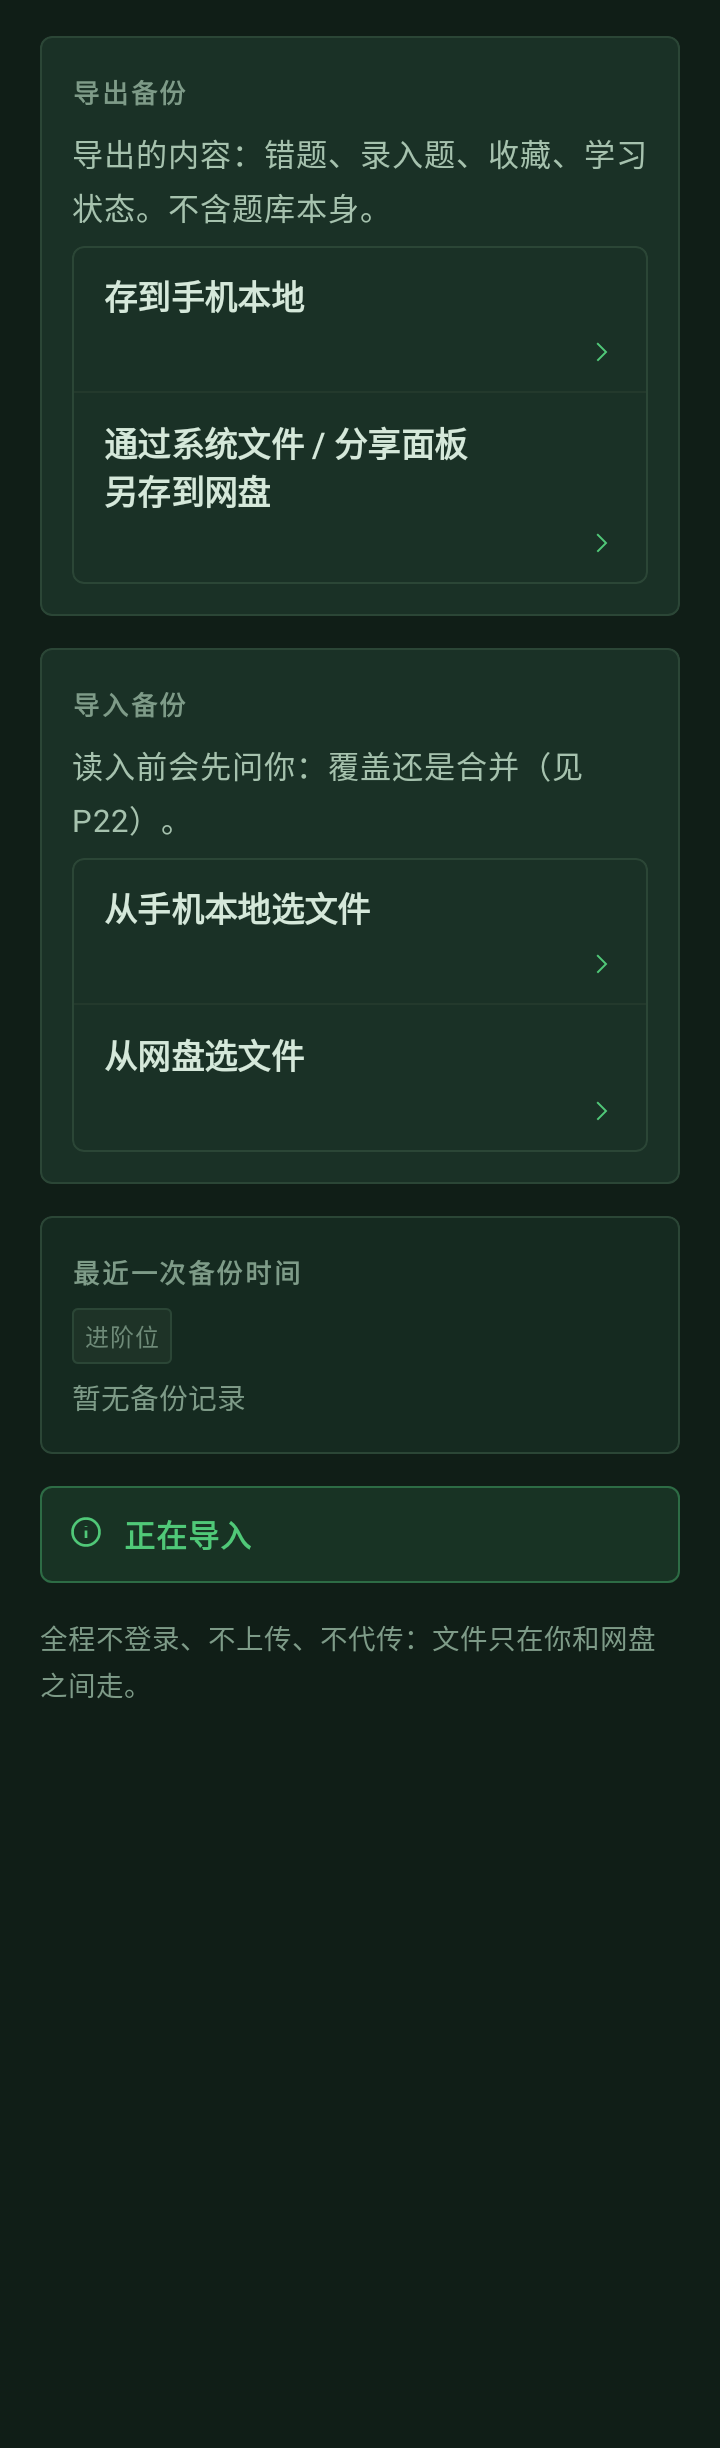 导出备份
导出的内容：错题、录入题、收藏、学习
状态。不含题库本身。
存到手机本地
通过系统文件 / 分享面板
另存到网盘
导入备份
读入前会先问你：覆盖还是合并（见
P22）。
从手机本地选文件
从网盘选文件
最近一次备份时间
进阶位
暂无备份记录
正在导入
全程不登录、不上传、不代传：文件只在你和网盘
之间走。